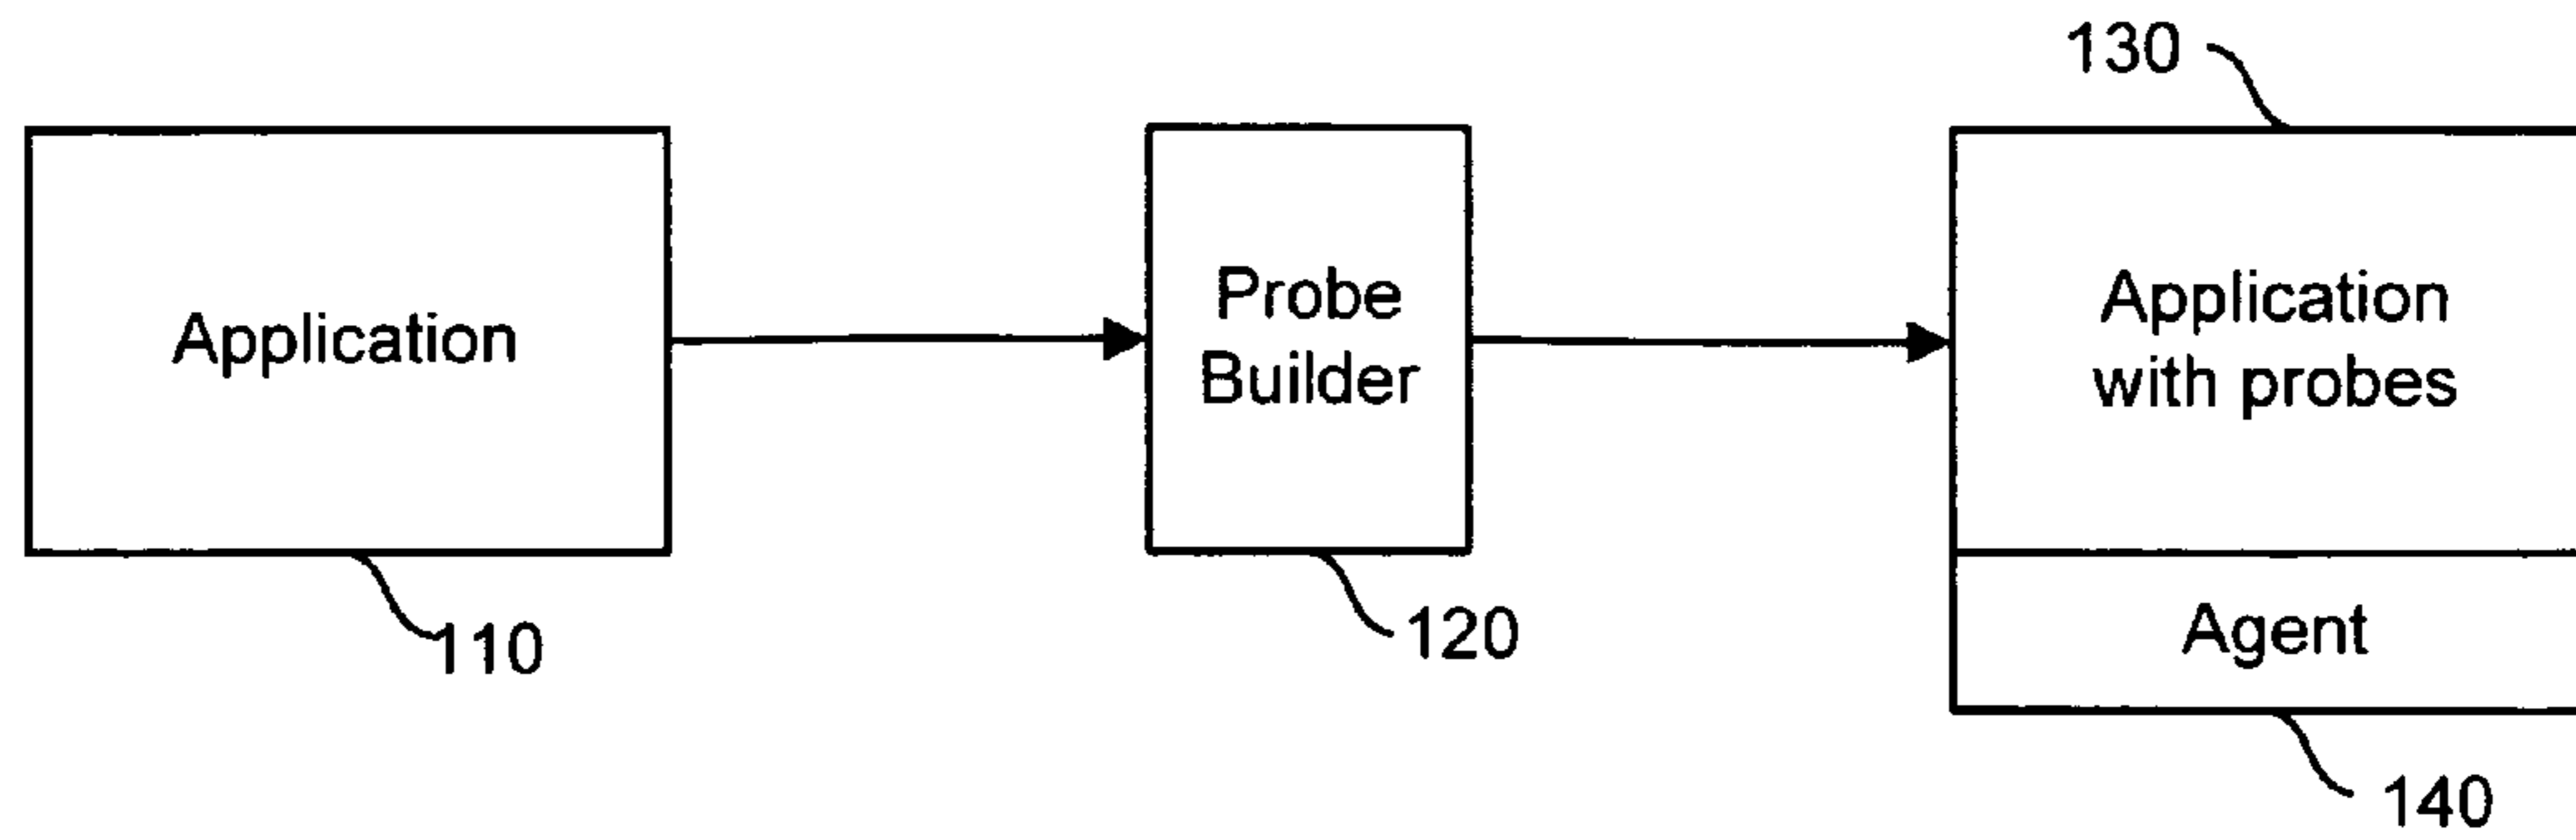 130
Application
Probe
Builder
Application
with probes
110
120
Agent
140